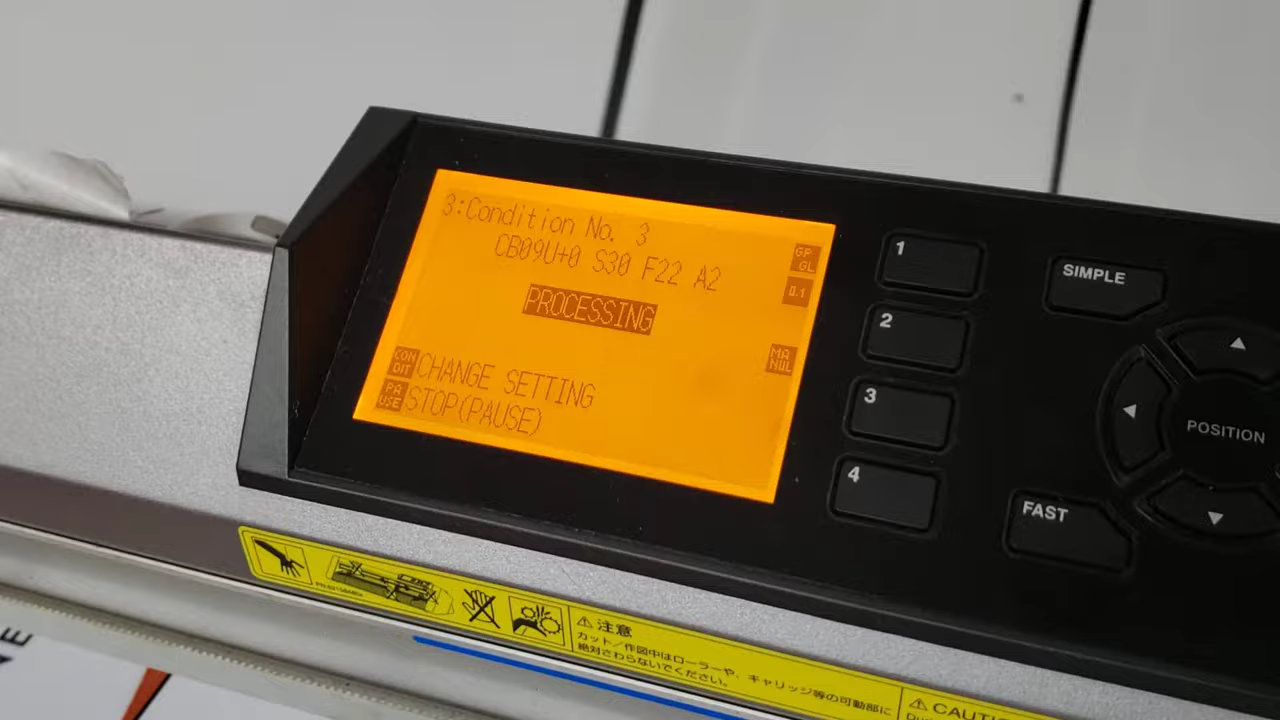 3:Condition No. 3
CB09U+0 S30 F22 A2
GP
GL
0.1
PROCESSING
MA
NUL
CON
DIT
CHANGE SETTING
PA
USE
STOP(PAUSE)
1
2
3
4
SIMPLE
POSITION
FAST
注意
カット/作図中はローラーや、キャリッジ等の可動部に
絶対さわらないでください。
CAUTIO